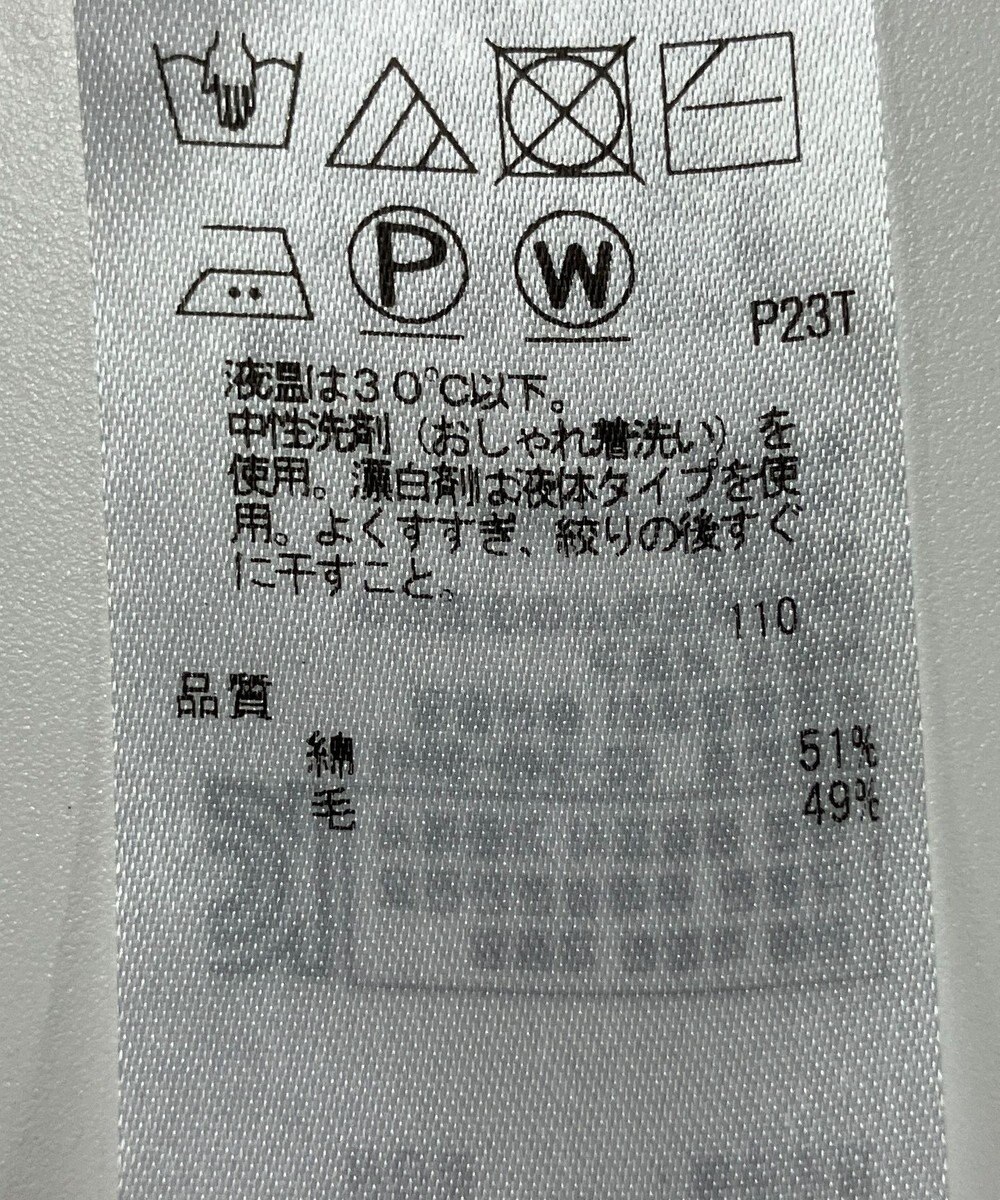 P
W
P23T
液温は30℃以下。
中性洗剤(おしゃれ着洗い)を
使用。漂白剤は液体タイプを使
用。よくすすぎ、絞りの後すぐ
に干すこと。
110
品質
綿 51%
毛 49%